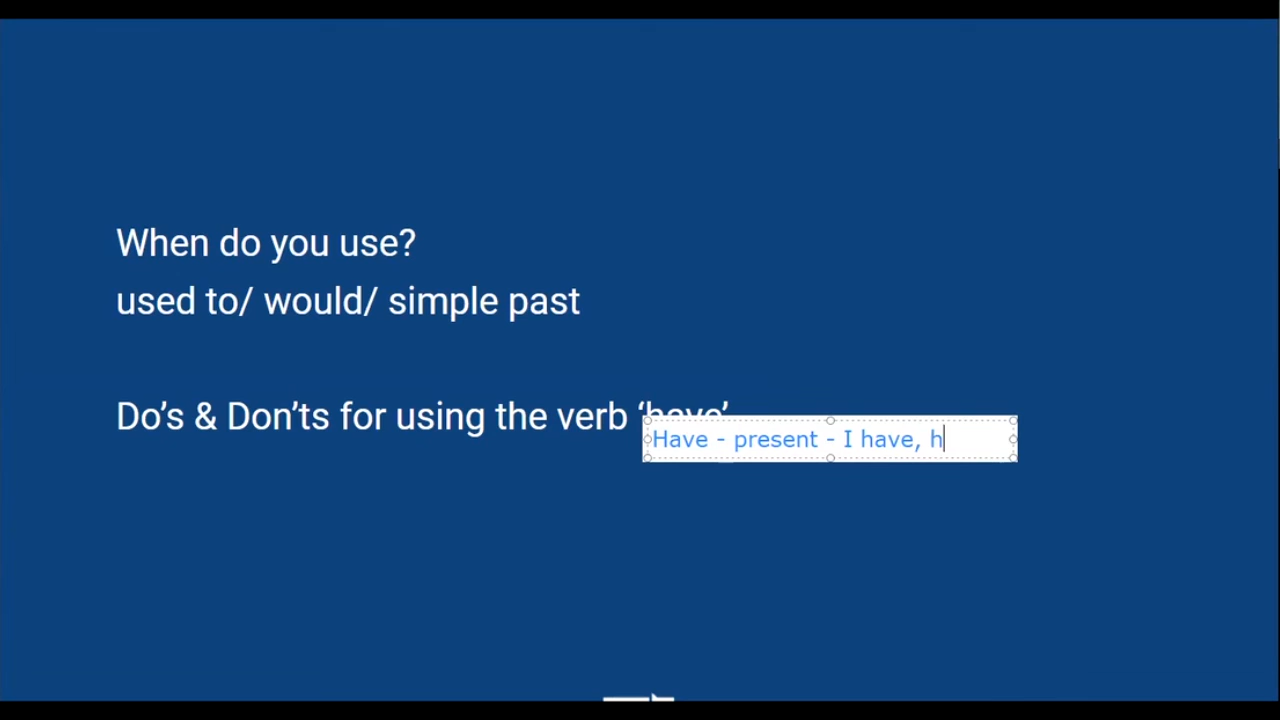 When do you use?
used to/ would/ simple past
Do’s & Don’ts for using the verb ‘have’
Have - present - I have, h